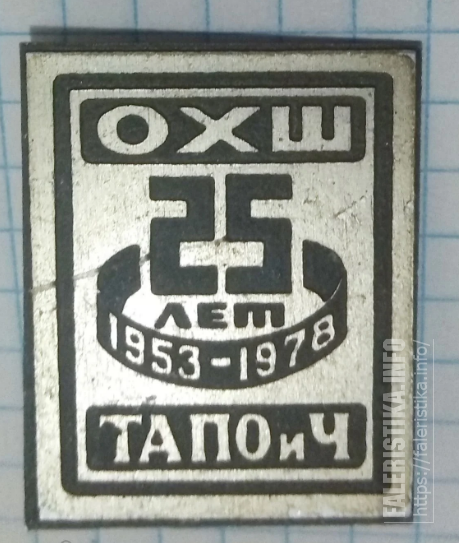 ОХШ
25
лет
1953-1978
ТАПОиЧ
FALERISTIKA.INFO
https://faleristika.info/